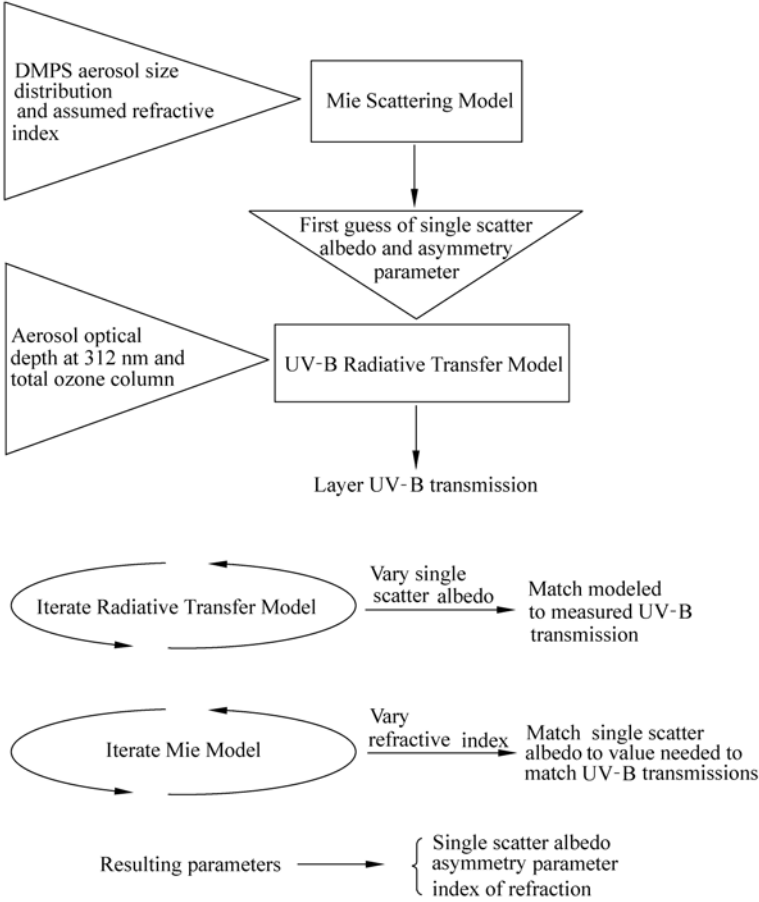 DMPS aerosol size
distribution
and assumed refractive
index
Mie Scattering Model
First guess of single scatter
albedo and asymmetry
parameter
Aerosol optical
depth at 312 nm and
total ozone column
UV-B Radiative Transfer Model
Layer UV-B transmission
Iterate Radiative Transfer Model
Vary single
scatter albedo
Match modeled
to measured UV-B
transmission
Iterate Mie Model
Vary
refractive index
Match single scatter
albedo to value needed to
match UV-B transmissions
Resulting parameters
Single scatter albedo
asymmetry parameter
index of refraction